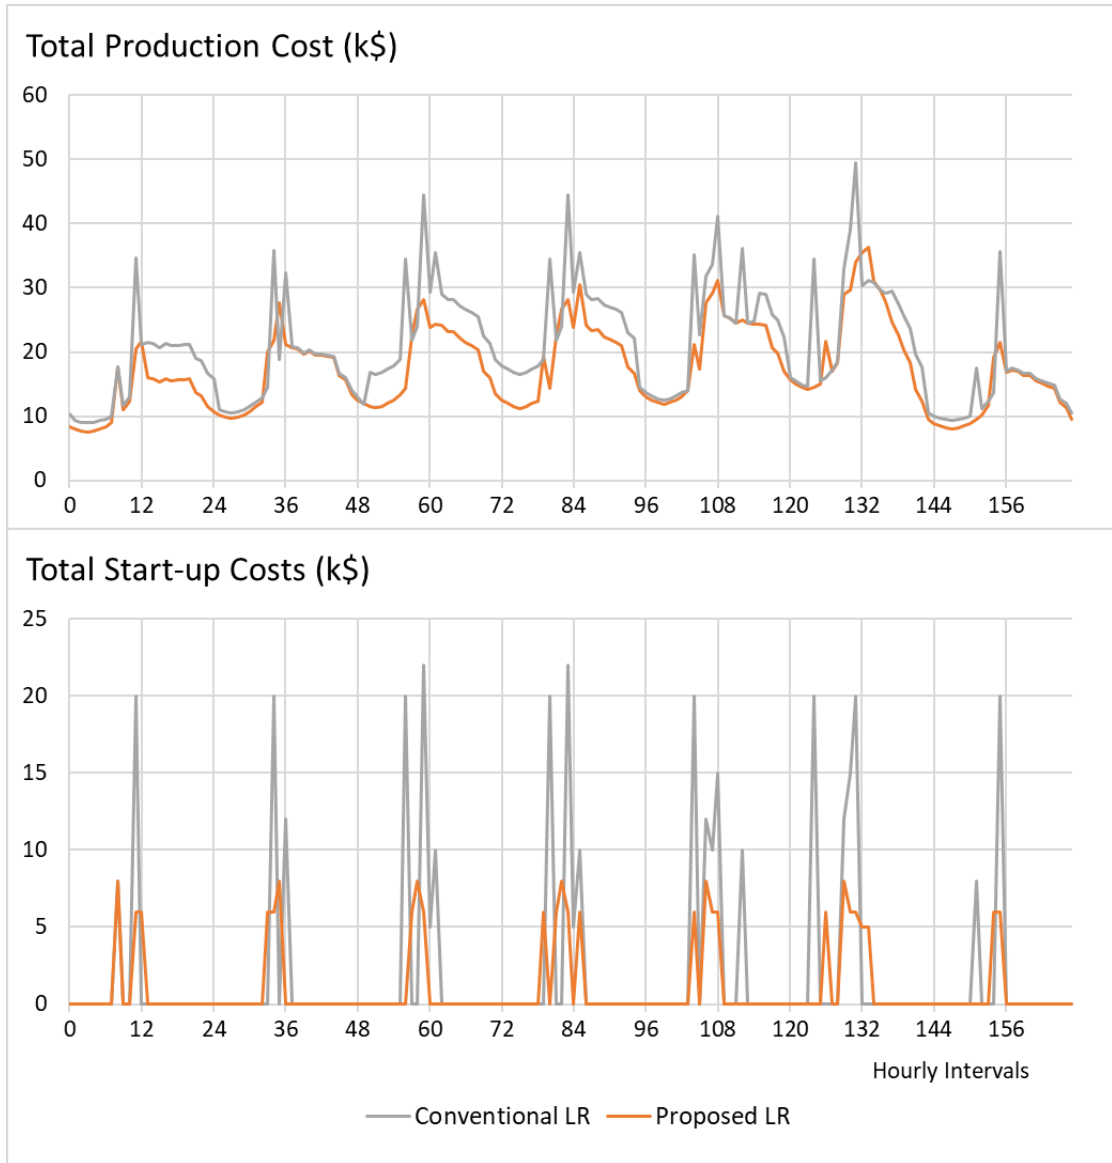 Total Production Cost (k$)
60
50
40
30
20
10
0
0 12 24 36 48 60 72 84 96 108 120 132 144 156
Total Start-up Costs (k$)
25
20
15
10
5
0
0 12 24 36 48 60 72 84 96 108 120 132 144 156
Hourly Intervals
Conventional LR Proposed LR